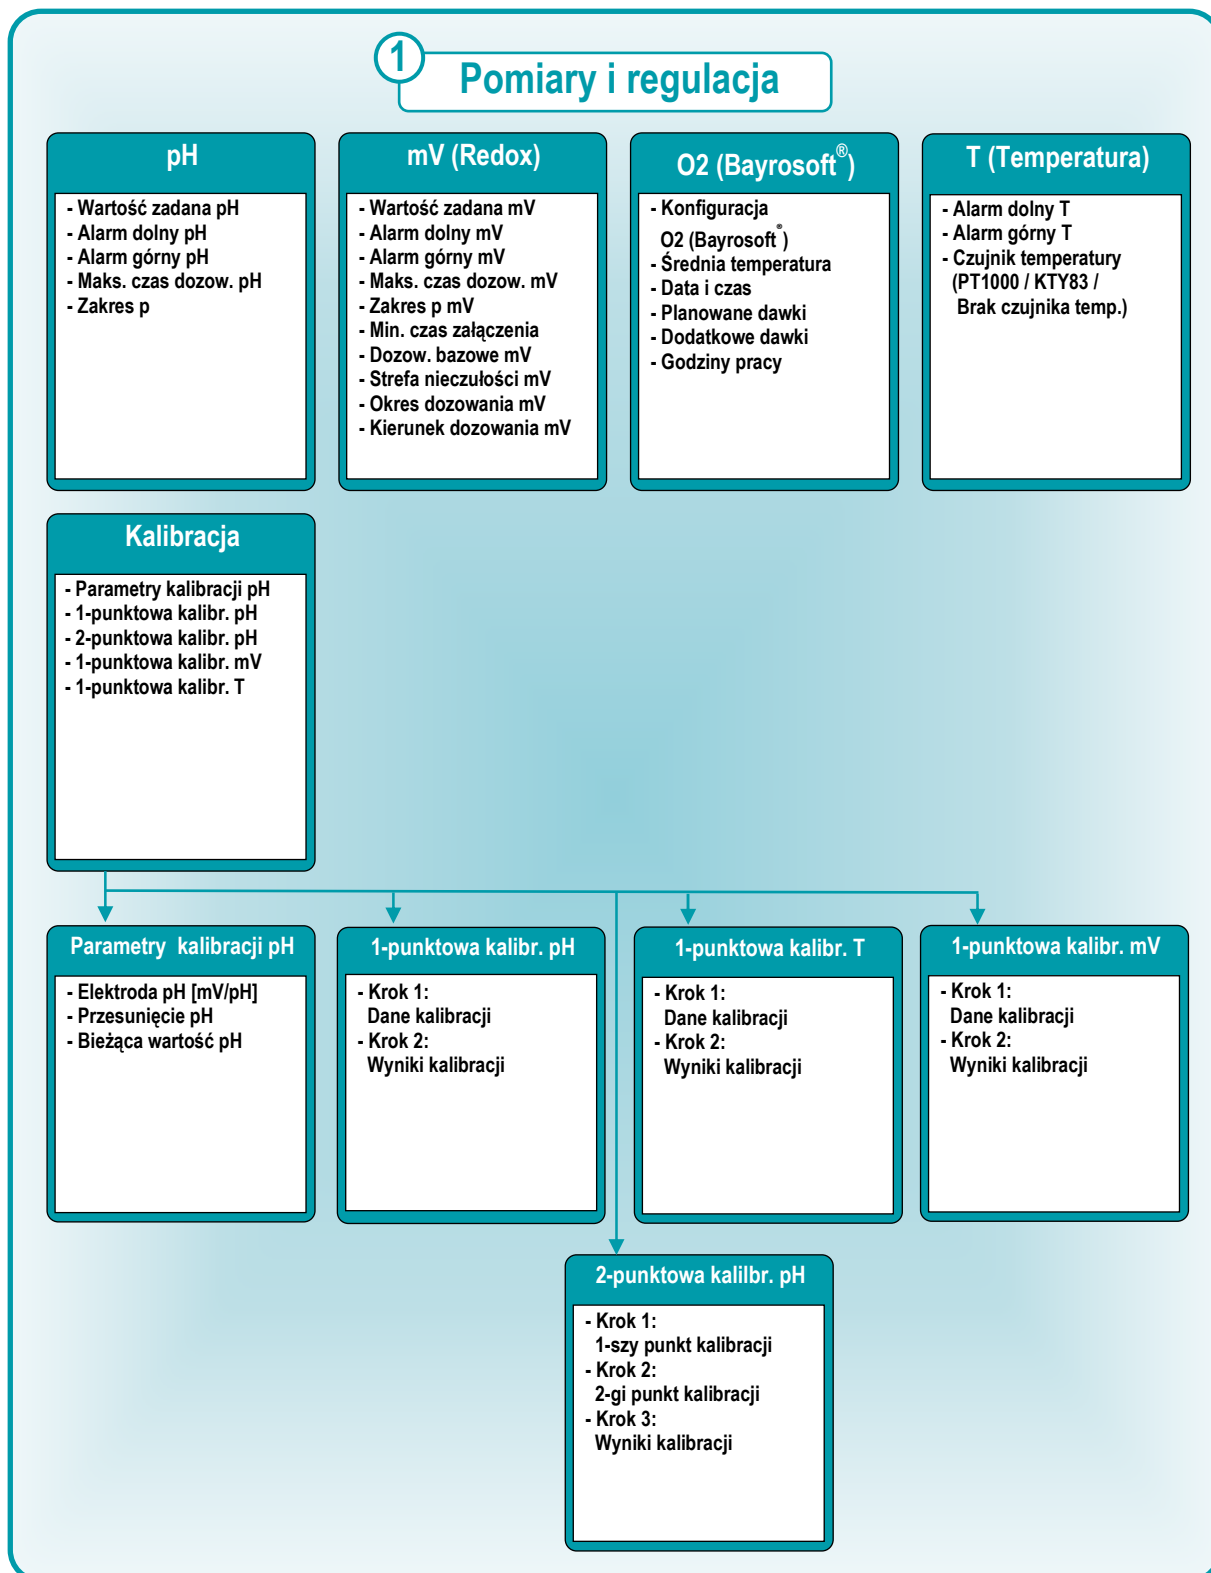 1
Pomiary i regulacja
pH
- Wartość zadana pH
- Alarm dolny pH
- Alarm górny pH
- Maks. czas dozow. pH
- Zakres p
mV (Redox)
- Wartość zadana mV
- Alarm dolny mV
- Alarm górny mV
- Maks. czas dozow. mV
- Zakres p mV
- Min. czas załączenia
- Dozow. bazowe mV
- Strefa nieczułości mV
- Okres dozowania mV
- Kierunek dozowania mV
O2 (Bayrosoft®)
- Konfiguracja
O2 (Bayrosoft®)
- Średnia temperatura
- Data i czas
- Planowane dawki
- Dodatkowe dawki
- Godziny pracy
T (Temperatura)
- Alarm dolny T
- Alarm górny T
- Czujnik temperatury
(PT1000 / KTY83 /
Brak czujnika temp.)
Kalibracja
- Parametry kalibracji pH
- 1-punktowa kalibr. pH
- 2-punktowa kalibr. pH
- 1-punktowa kalibr. mV
- 1-punktowa kalibr. T
Parametry kalibracji pH
- Elektroda pH [mV/pH]
- Przesunięcie pH
- Bieżąca wartość pH
1-punktowa kalibr. pH
- Krok 1:
Dane kalibracji
- Krok 2:
Wyniki kalibracji
1-punktowa kalibr. T
- Krok 1:
Dane kalibracji
- Krok 2:
Wyniki kalibracji
1-punktowa kalibr. mV
- Krok 1:
Dane kalibracji
- Krok 2:
Wyniki kalibracji
2-punktowa kalilbr. pH
- Krok 1:
1-szy punkt kalibracji
- Krok 2:
2-gi punkt kalibracji
- Krok 3:
Wyniki kalibracji